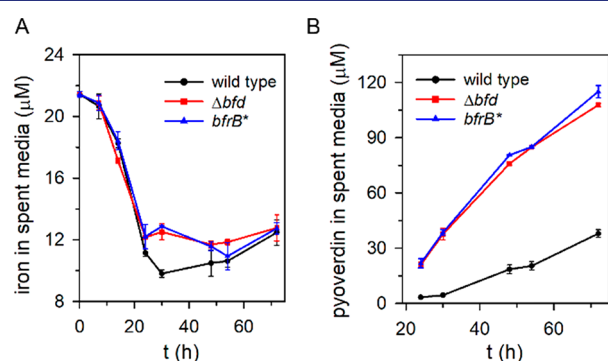 A
iron in spent media (μM)
24
20
16
12
8
0
20
40
60
t (h)
wild type
Δbfd
bfrB*
B
pyoverdin in spent media (μM)
120
90
60
30
0
20
40
60
t (h)
wild type
Δbfd
bfrB*